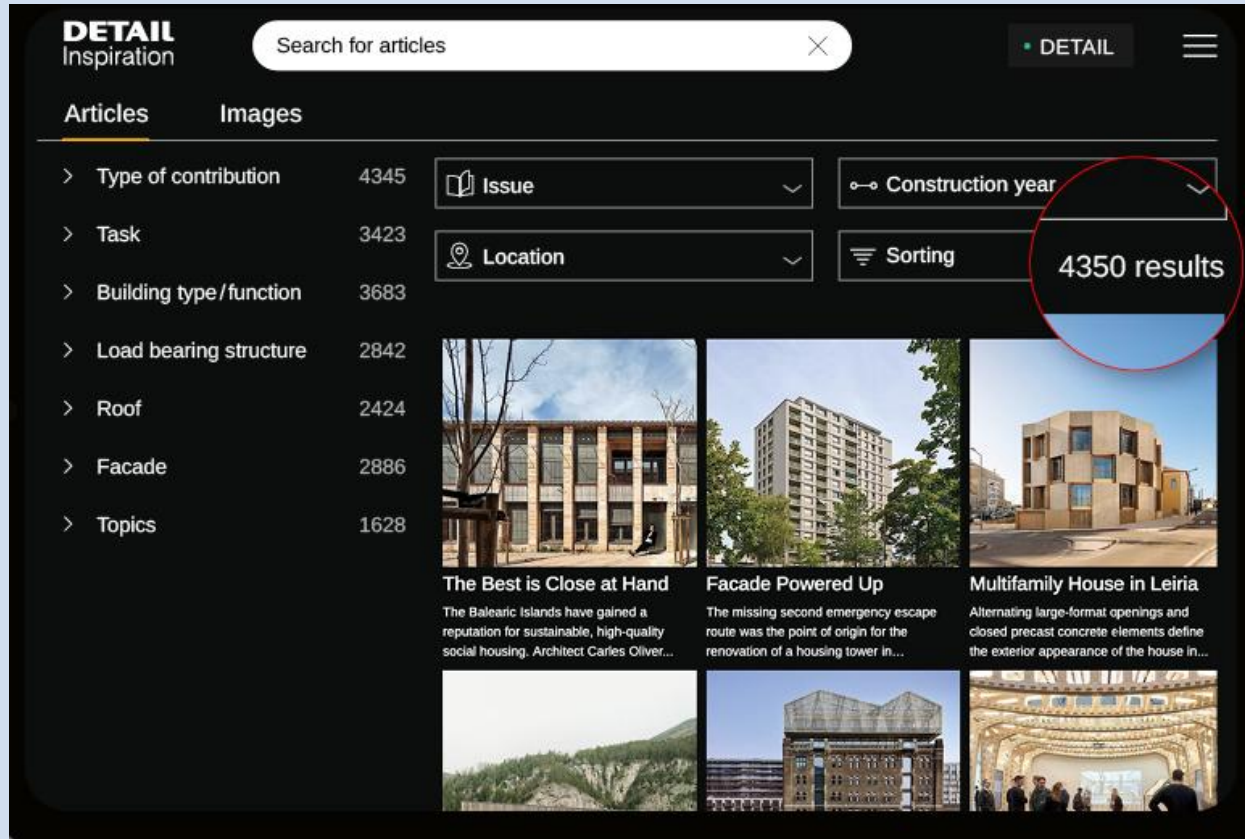 DETAIL
Inspiration
Search for articles
• DETAIL
Articles Images
Type of contribution 4345
Task 3423
Building type/function 3683
Load bearing structure 2842
Roof 2424
Facade 2886
Topics 1628
Issue
Construction year
Location
Sorting
4350 results
The Best is Close at Hand
The Balearic Islands have gained a
reputation for sustainable, high-quality
social housing. Architect Carles Oliver...
Facade Powered Up
The missing second emergency escape
route was the point of origin for the
renovation of a housing tower in...
Multifamily House in Leiria
Alternating large-format openings and
closed precast concrete elements define
the exterior appearance of the house in...